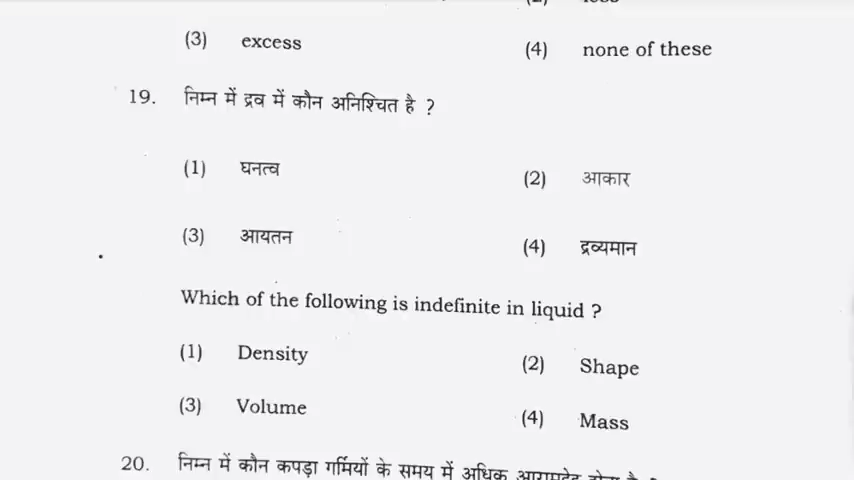 (3) excess (4) none of these
19. निम्न में द्रव में कौन अनिश्चित है ?
(1) घनत्व (2) आकार
(3) आयतन (4) द्रव्यमान
Which of the following is indefinite in liquid ?
(1) Density (2) Shape
(3) Volume (4) Mass
20. निम्न में कौन कपड़ा गर्मियों के समय में अधिक